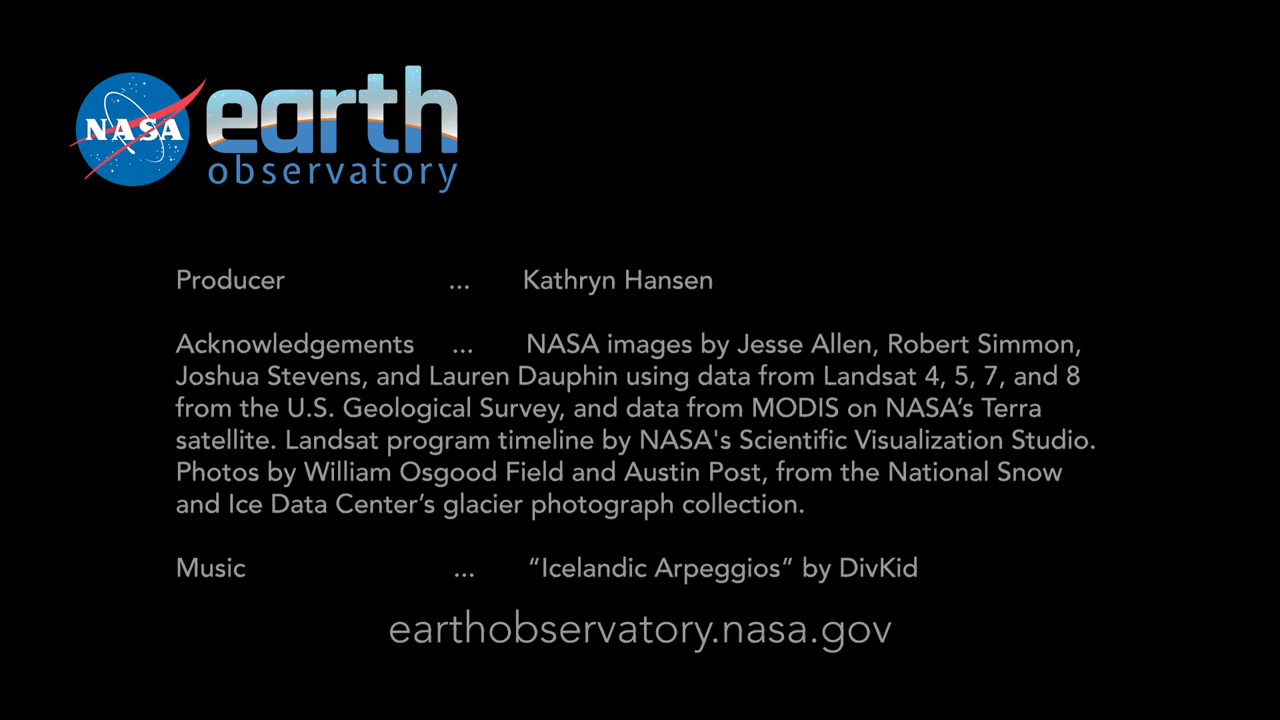 NASA earth
observatory
Producer ... Kathryn Hansen
Acknowledgements ... NASA images by Jesse Allen, Robert Simmon,
Joshua Stevens, and Lauren Dauphin using data from Landsat 4, 5, 7, and 8
from the U.S. Geological Survey, and data from MODIS on NASA’s Terra
satellite. Landsat program timeline by NASA's Scientific Visualization Studio.
Photos by William Osgood Field and Austin Post, from the National Snow
and Ice Data Center’s glacier photograph collection.
Music ... “Icelandic Arpeggios” by DivKid
earthobservatory.nasa.gov